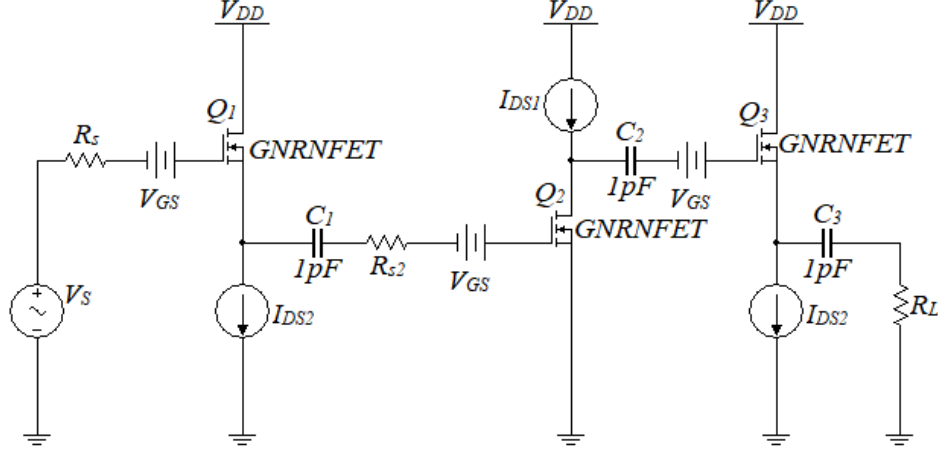 VDD
VDD
VDD
IDS1
Q1
Q3
C2
Rs
GNRNFET
GNRNFET
1pF
VGS
VGS
Q2
C1
GNRNFET
C3
1pF
Rs2
1pF
VGS
VS
IDS2
IDS2
RL